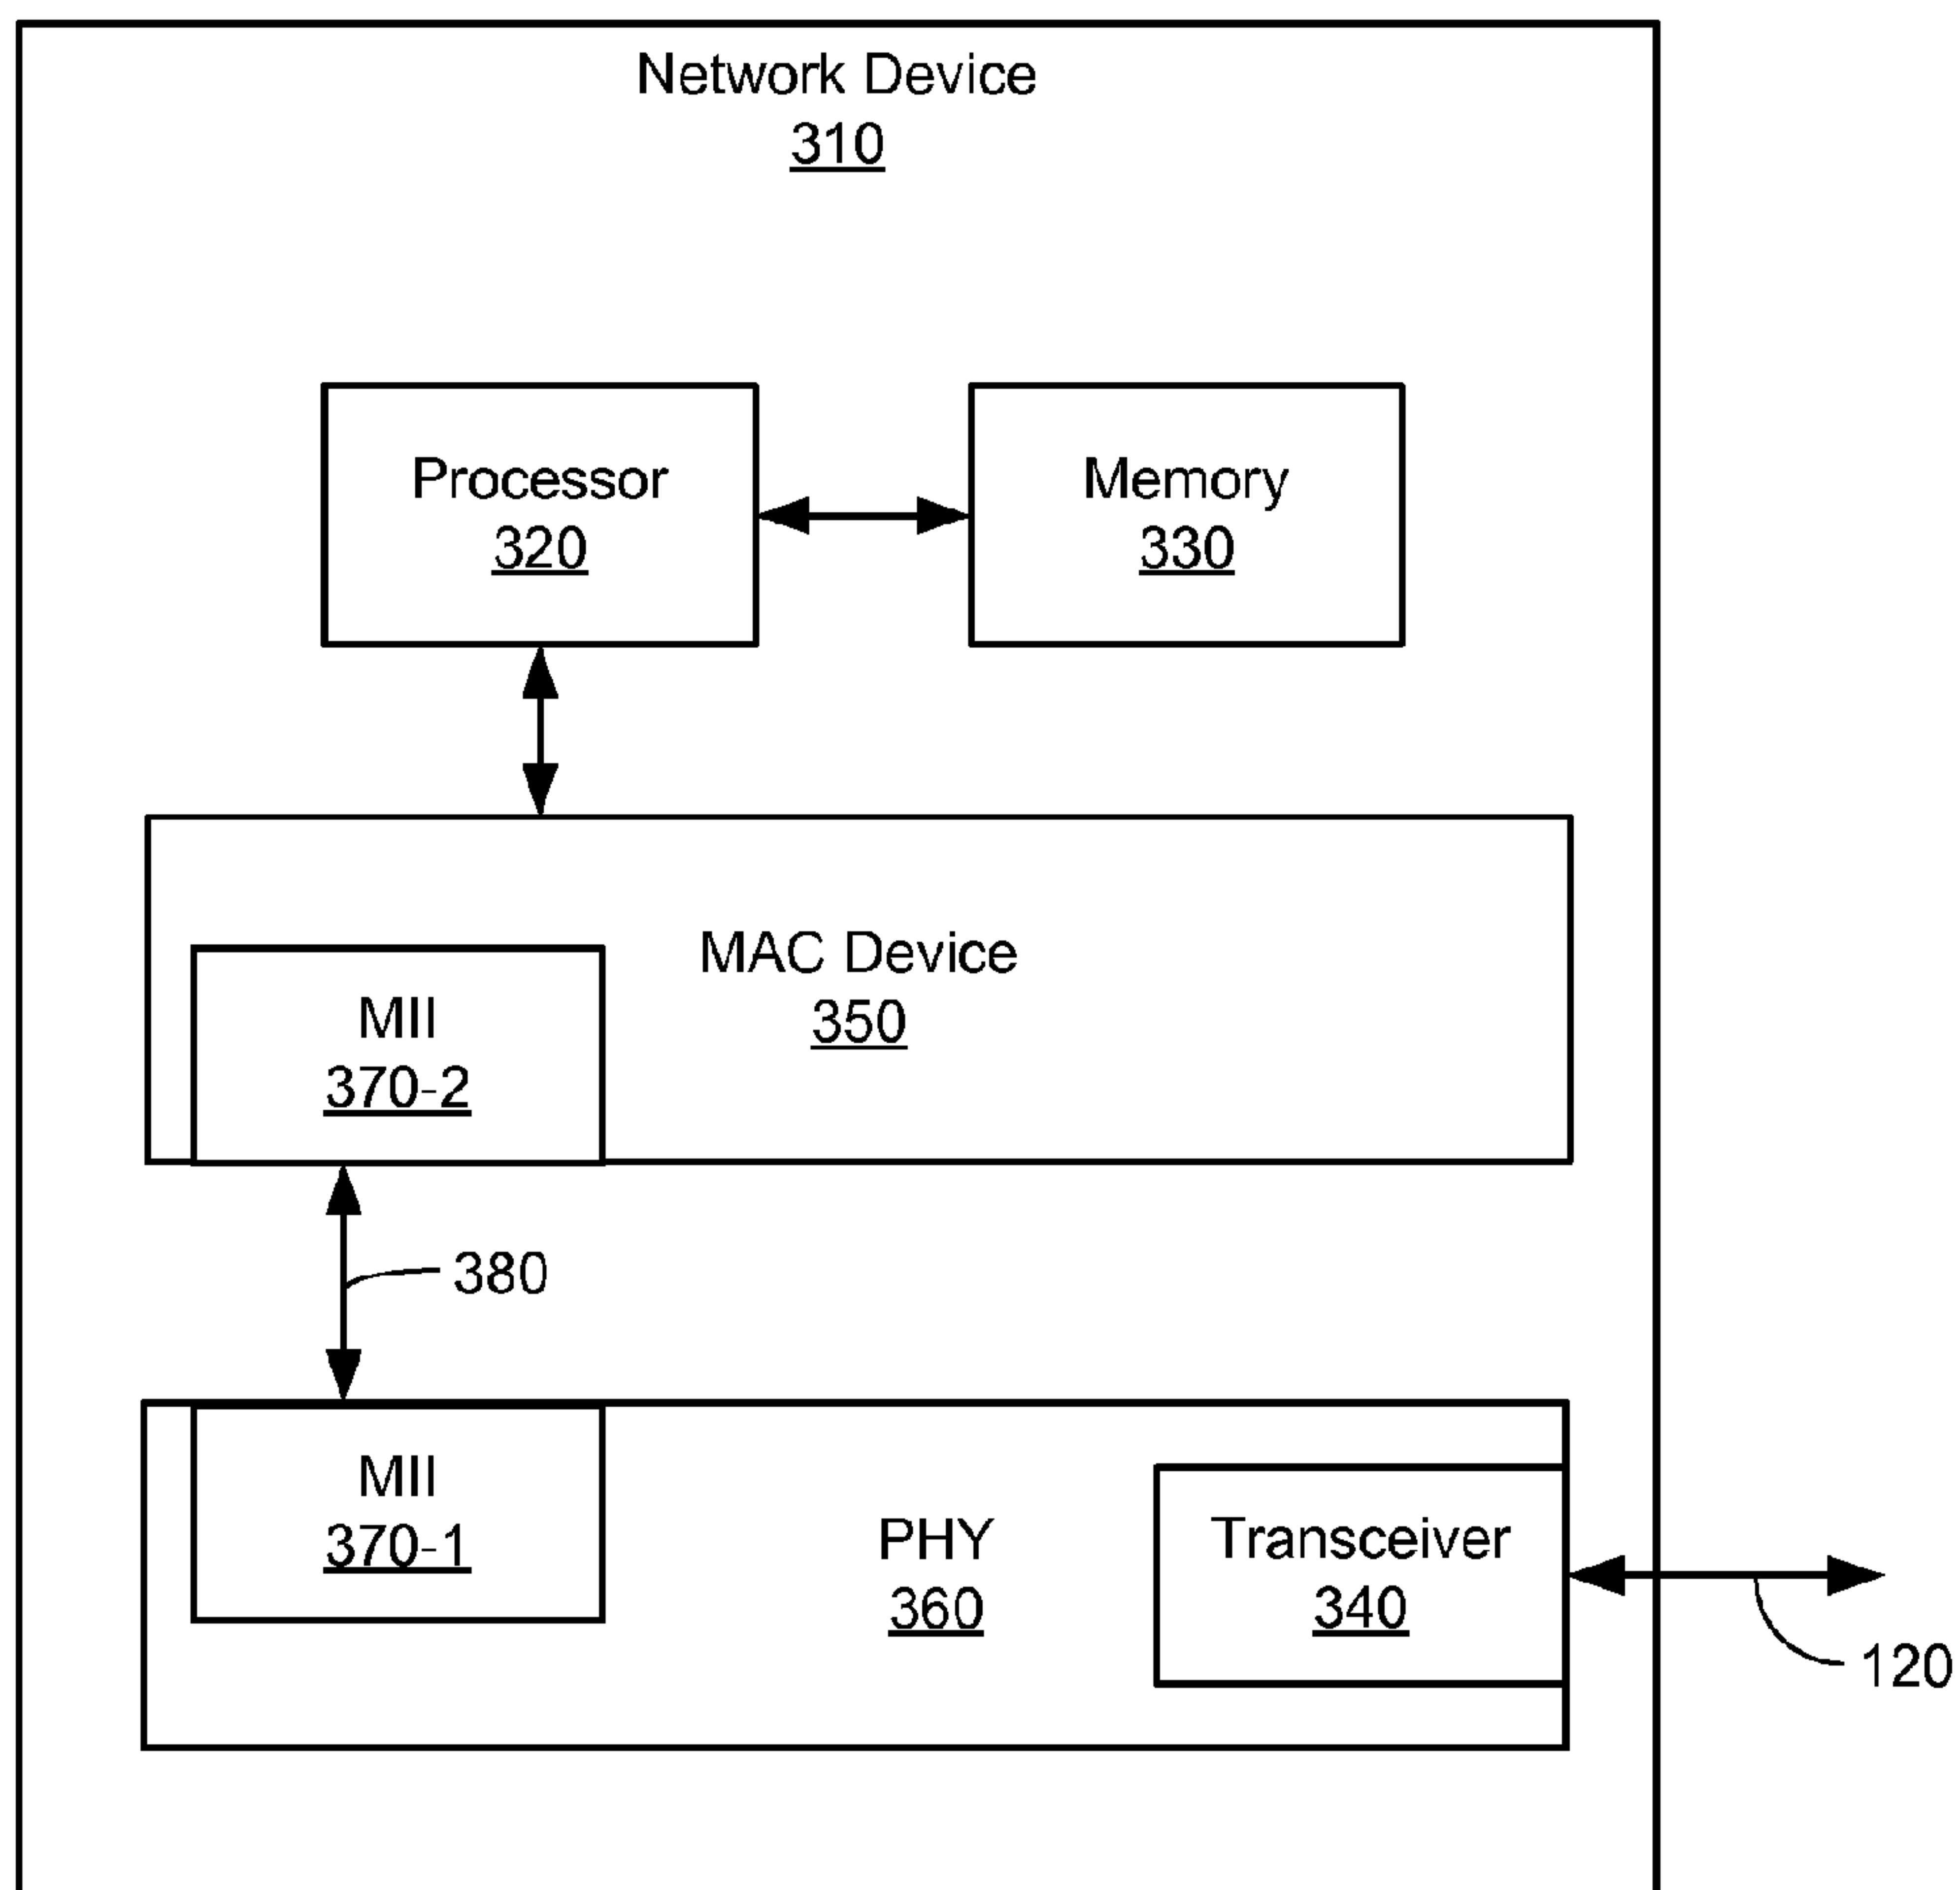 Network Device
310
Processor
320
Memory
330
MAC Device
350
MII
370-2
380
MII
370-1
PHY
360
Transceiver
340
120